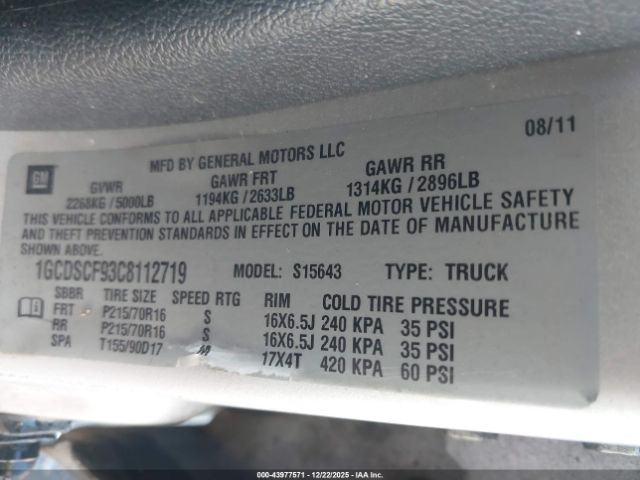 08/11
MFD BY GENERAL MOTORS LLC
GM
GVWR GAWR FRT GAWR RR
2268KG / 5000LB 1194KG / 2633LB 1314KG / 2896LB
THIS VEHICLE CONFORMS TO ALL APPLICABLE FEDERAL MOTOR VEHICLE SAFETY
AND THEFT PREVENTION STANDARDS IN EFFECT ON THE DATE OF MANUFACTURE
SHOWN ABOVE.
1GCDSCF93C8112719 MODEL: S15643 TYPE: TRUCK
SBBR TIRE SIZE SPEED RTG RIM COLD TIRE PRESSURE
FRT P215/70R16 S 16X6.5J 240 KPA 35 PSI
RR P215/70R16 S 16X6.5J 240 KPA 35 PSI
SPA T155/90D17 M 17X4T 420 KPA 60 PSI
000-43977571 - 12/22/2025 - IAAI.COM